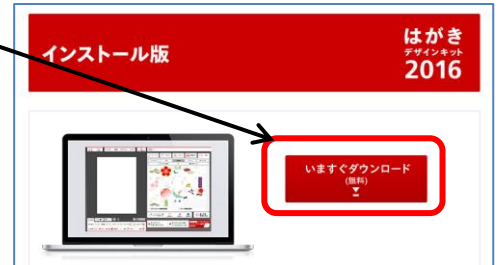 インストール版
はがき
デザインキット
2016
いますぐダウンロード
(無料)